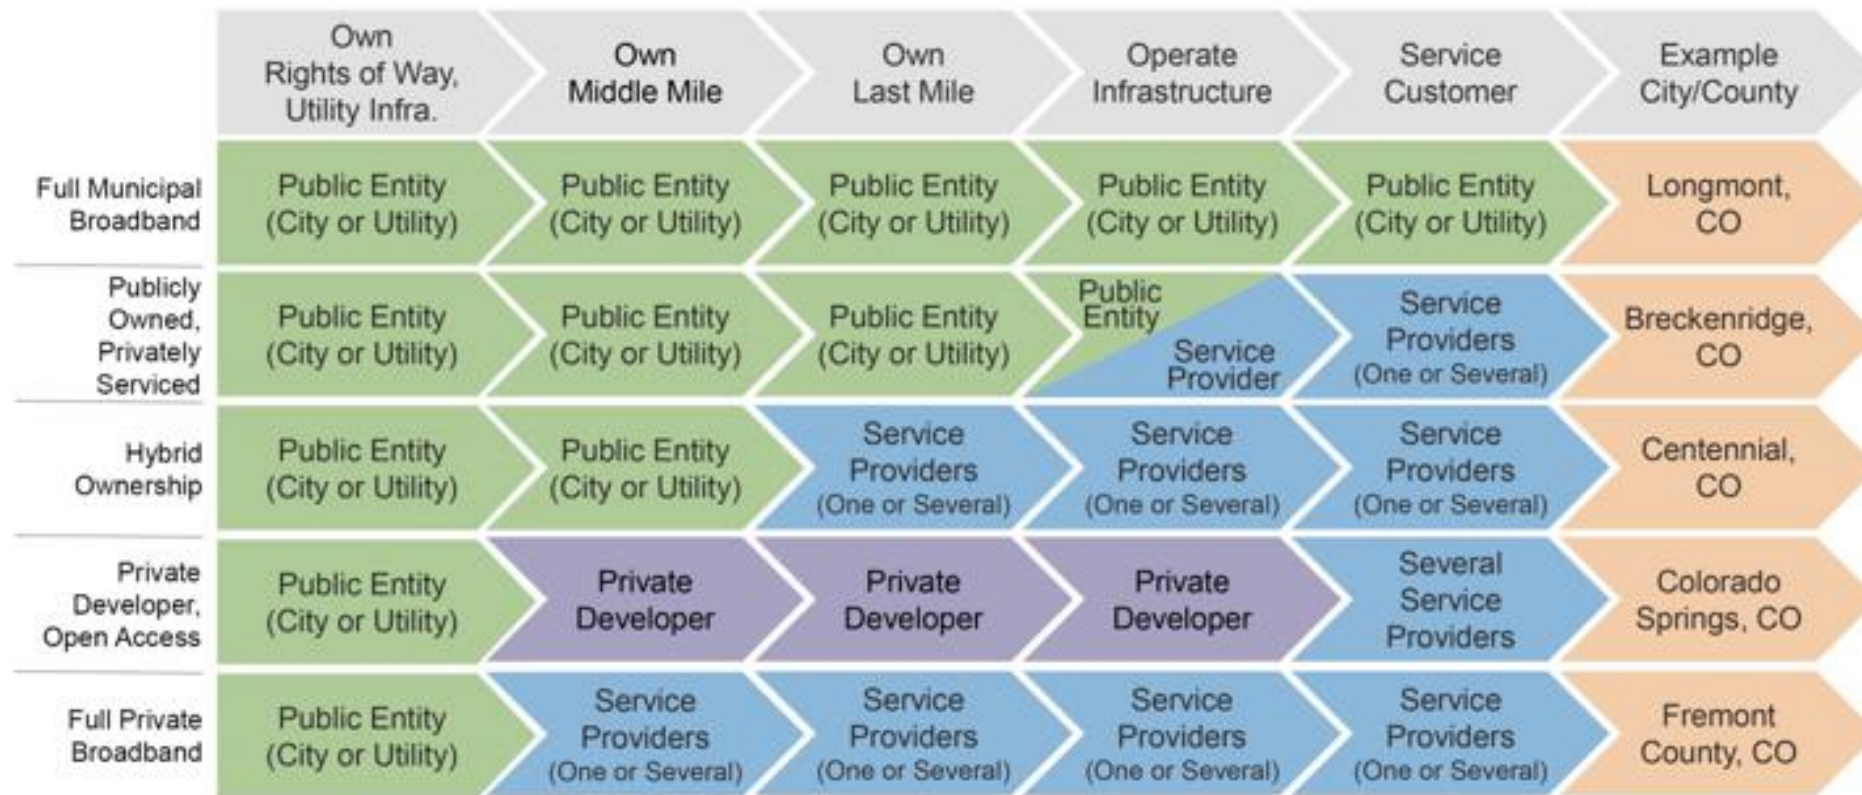 Own
Rights of Way,
Utility Infra.
Own
Middle Mile
Own
Last Mile
Operate
Infrastructure
Service
Customer
Example
City/County
Full Municipal
Broadband
Public Entity
(City or Utility)
Public Entity
(City or Utility)
Public Entity
(City or Utility)
Public Entity
(City or Utility)
Public Entity
(City or Utility)
Longmont,
CO
Publicly
Owned,
Privately
Serviced
Public Entity
(City or Utility)
Public Entity
(City or Utility)
Public Entity
(City or Utility)
Public
Entity
Service
Provider
Service
Providers
(One or Several)
Breckenridge,
CO
Hybrid
Ownership
Public Entity
(City or Utility)
Public Entity
(City or Utility)
Service
Providers
(One or Several)
Service
Providers
(One or Several)
Service
Providers
(One or Several)
Centennial,
CO
Private
Developer,
Open Access
Public Entity
(City or Utility)
Private
Developer
Private
Developer
Private
Developer
Several
Service
Providers
Colorado
Springs, CO
Full Private
Broadband
Public Entity
(City or Utility)
Service
Providers
(One or Several)
Service
Providers
(One or Several)
Service
Providers
(One or Several)
Service
Providers
(One or Several)
Fremont
County, CO